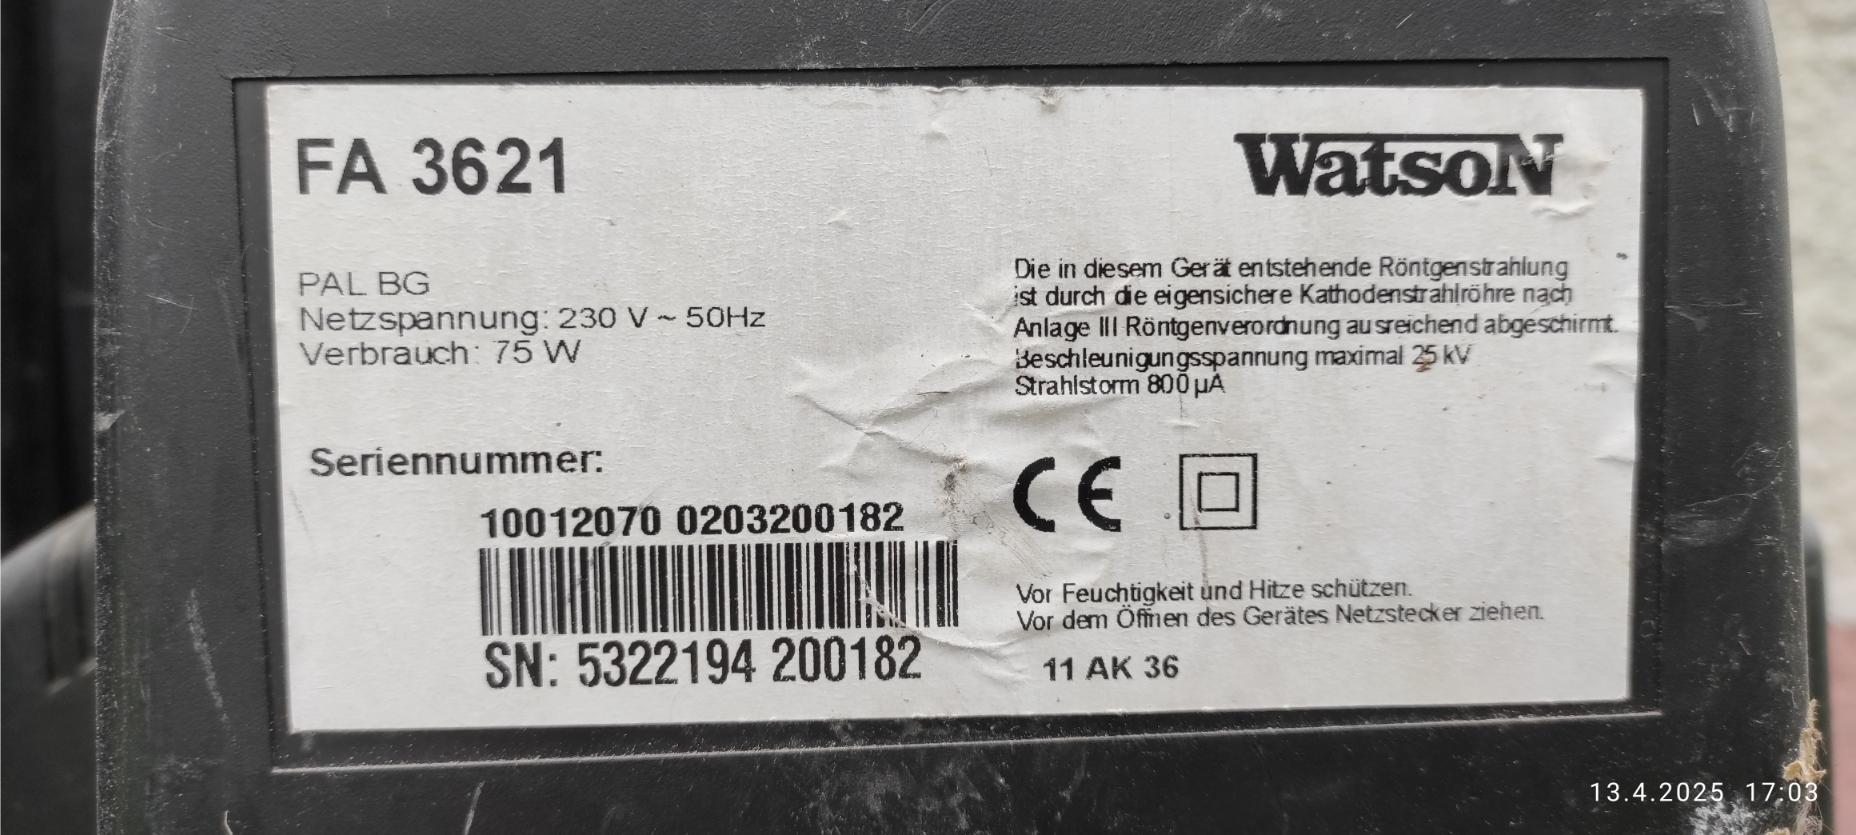 FA 3621
WatsoN
PAL BG
Netzspannung: 230 V ~ 50Hz
Verbrauch: 75 W
Die in diesem Gerät entstehende Röntgenstrahlung
ist durch die eigensichere Kathodenstrahlröhre nach
Anlage III Röntgenverordnung ausreichend abgeschirmt.
Beschleunigungsspannung maximal 25 kV
Strahlstorm 800 µA
Seriennummer:
10012070 0203200182
SN: 5322194 200182
CE
Vor Feuchtigkeit und Hitze schützen.
Vor dem Öffnen des Gerätes Netzstecker ziehen.
11 AK 36
13.4.2025 17:03